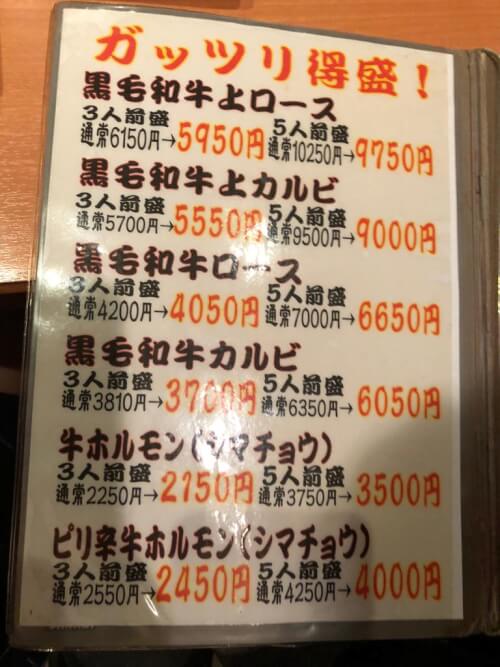 ガッツリ得盛！
黒毛和牛上ロース
3人前盛 5人前盛
通常6150円→5950円 通常10250円→9750円
黒毛和牛上カルビ
3人前盛 5人前盛
通常5700円→5550円 通常9500円→9000円
黒毛和牛ロース
3人前盛 5人前盛
通常4200円→4050円 通常7000円→6650円
黒毛和牛カルビ
3人前盛 5人前盛
通常3810円→3700円 通常6350円→6050円
牛ホルモン(シマチョウ)
3人前盛 5人前盛
通常2250円→2150円 通常3750円→3500円
ピリ辛牛ホルモン(シマチョウ)
3人前盛 5人前盛
通常2550円→2450円 通常4250円→4000円